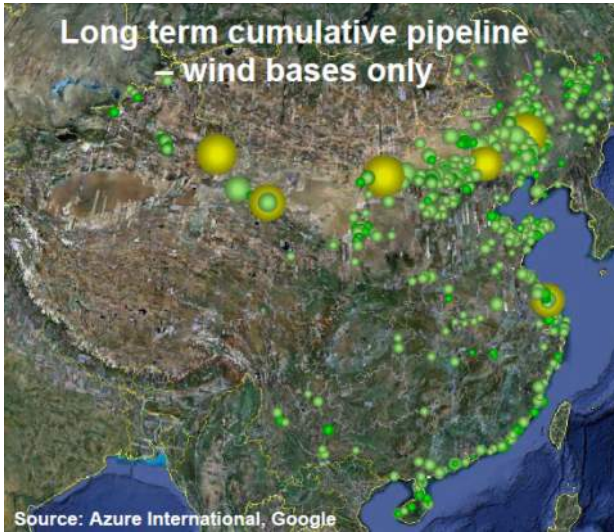 Long term cumulative pipeline
– wind bases only
Source: Azure International, Google